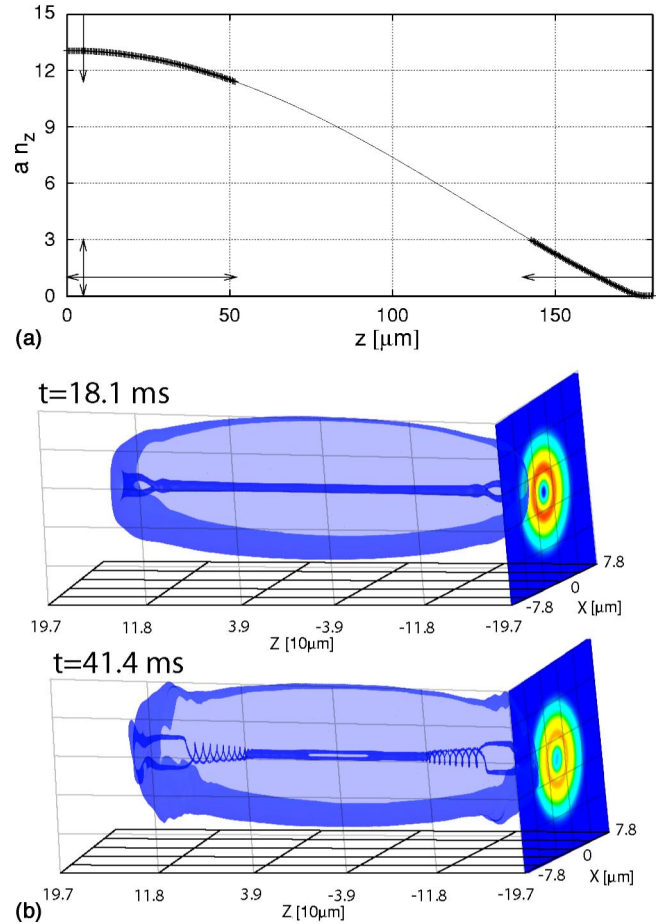 15
12
9
6
3
0
a n_z
0
50
100
150
z [μm]
(a)
t=18.1 ms
7.8
0
-7.8
X [μm]
19.7
11.8
3.9
-3.9
-11.8
-19.7
Z [10μm]
t=41.4 ms
7.8
0
-7.8
X [μm]
19.7
11.8
3.9
-3.9
-11.8
-19.7
Z [10μm]
(b)